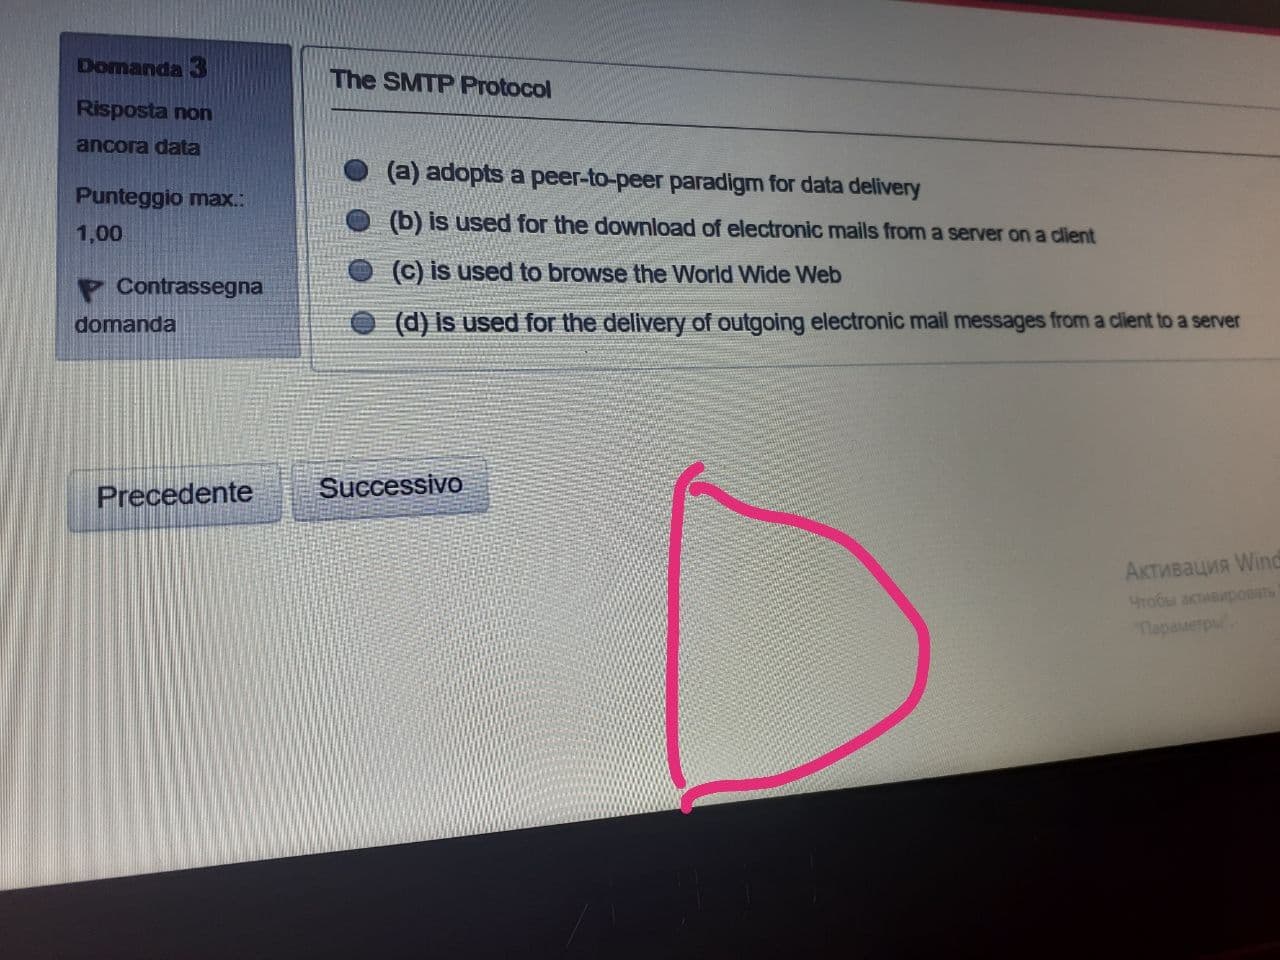 Domanda 3
Risposta non
ancora data
Punteggio max.:
1,00
Contrassegna
domanda
The SMTP Protocol
(a) adopts a peer-to-peer paradigm for data delivery
(b) is used for the download of electronic mails from a server on a client
(c) is used to browse the World Wide Web
(d) is used for the delivery of outgoing electronic mail messages from a client to a server
Precedente
Successivo
D
Активация Wind
Чтобы активировать
"Параметры".